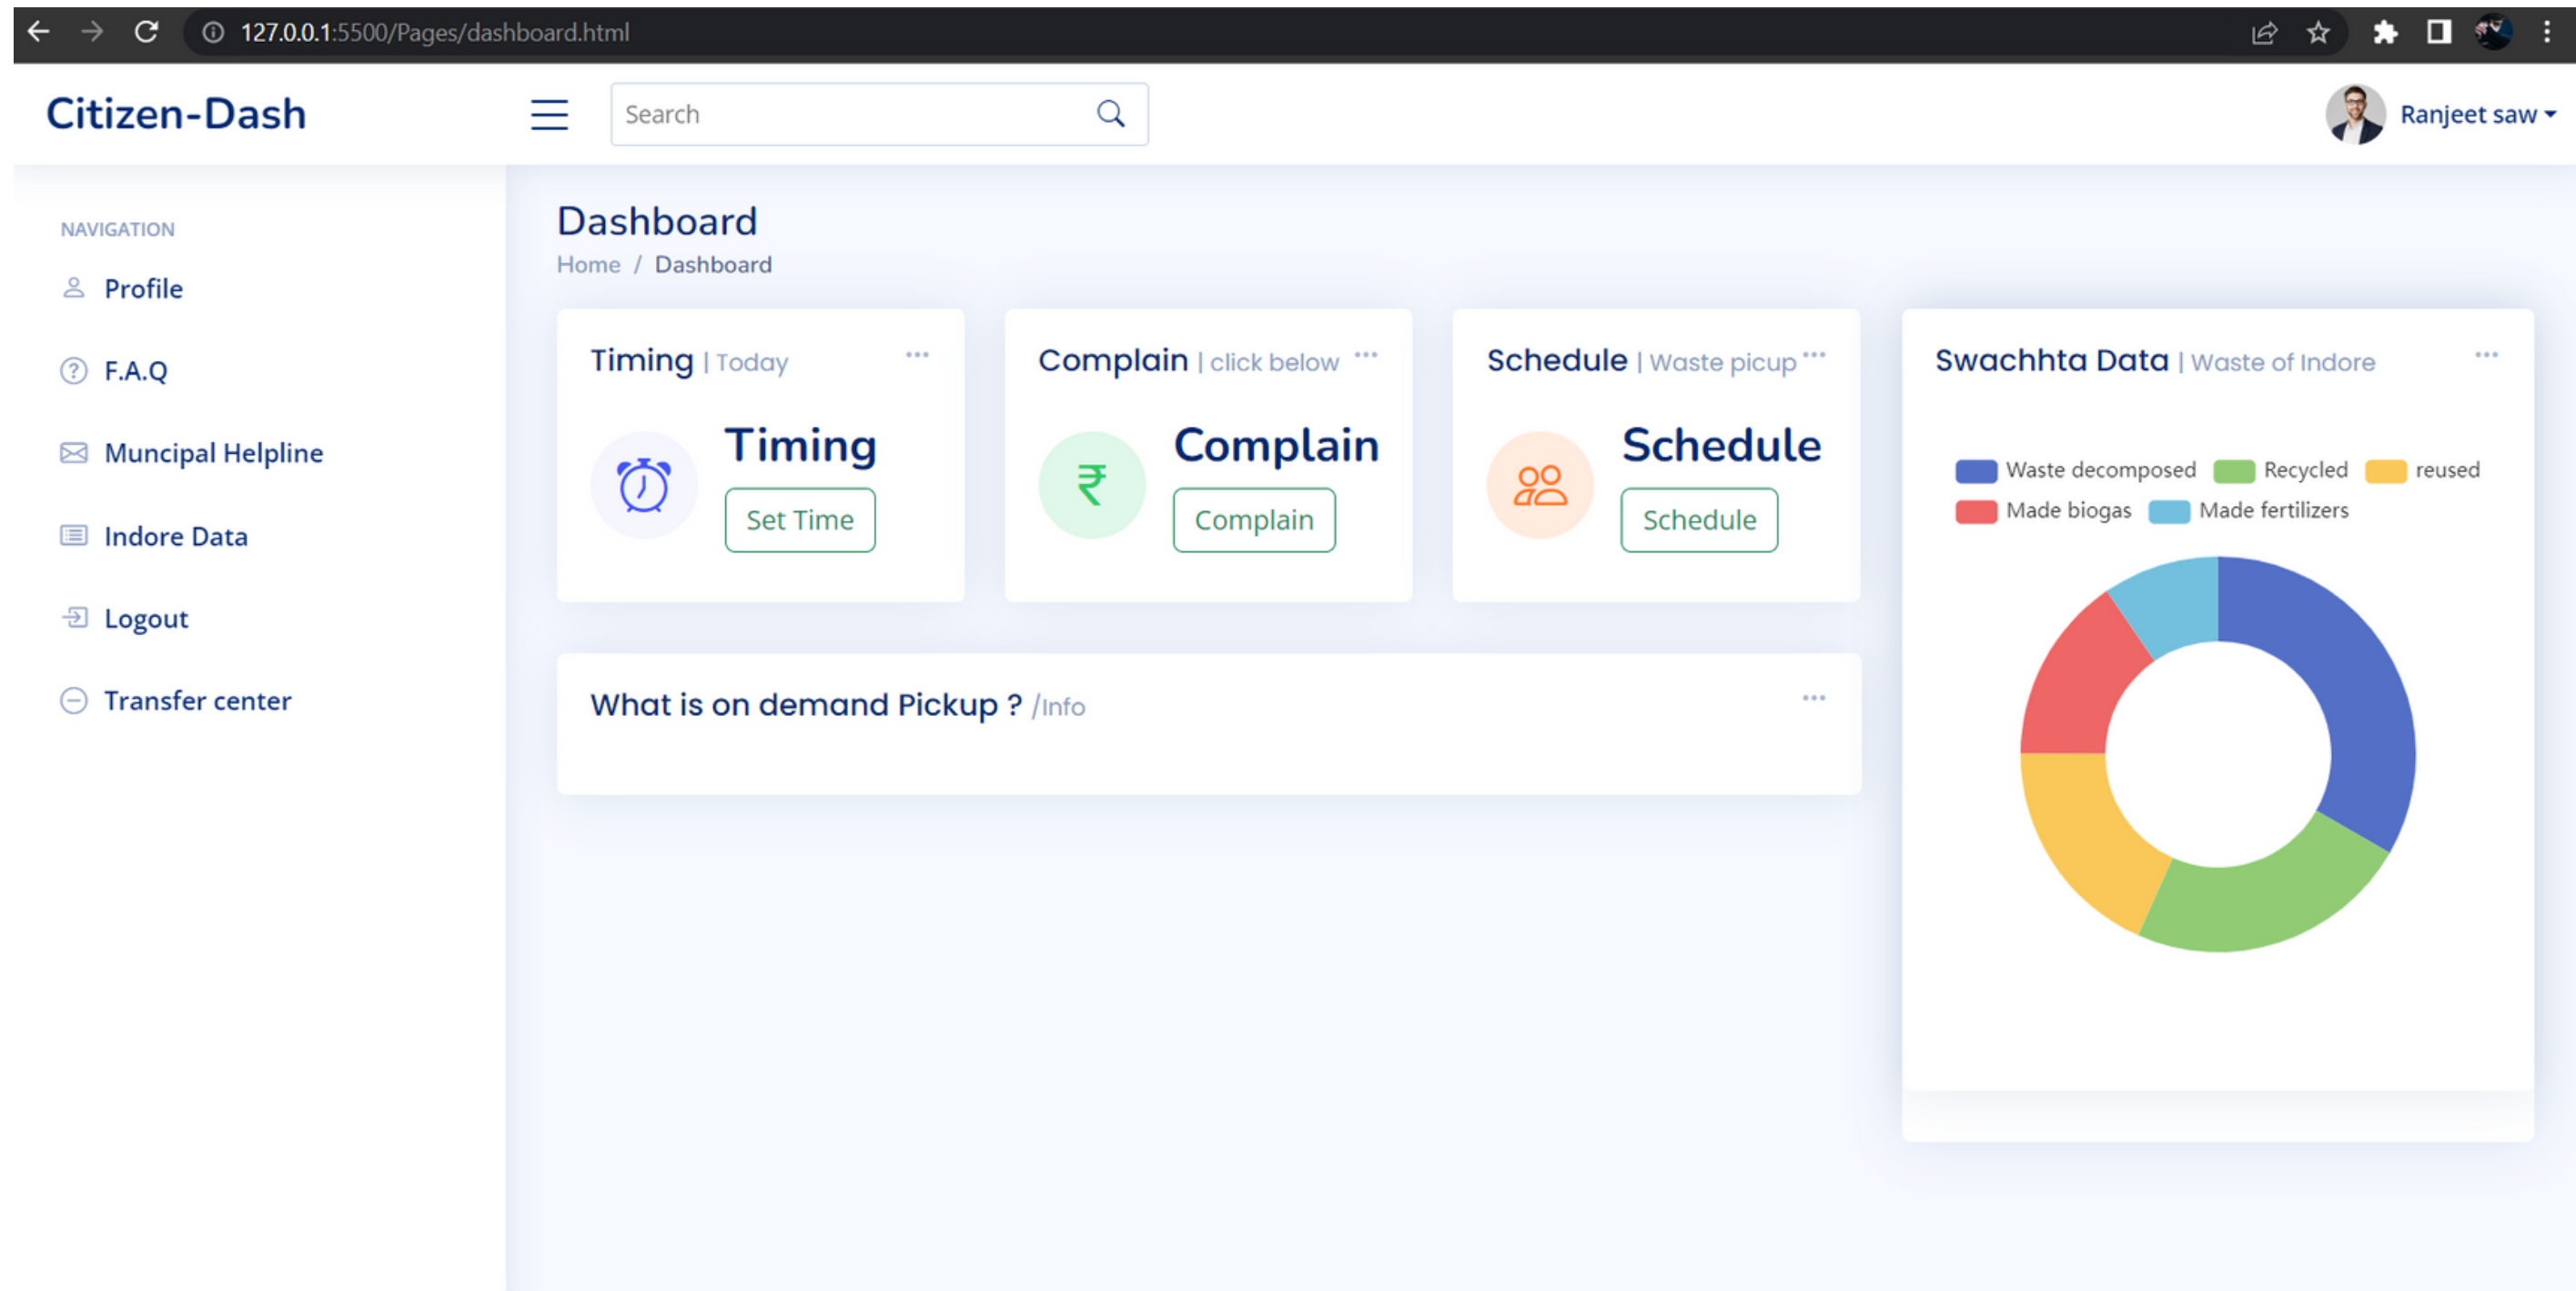 127.0.0.1:5500/Pages/dashboard.html
Citizen-Dash
Search
Ranjeet saw
NAVIGATION
Profile
F.A.Q
Muncipal Helpline
Indore Data
Logout
Transfer center
Dashboard
Home / Dashboard
Timing | Today
Timing
Set Time
Complain | click below
₹
Complain
Complain
Schedule | Waste picup
Schedule
Schedule
What is on demand Pickup ? /Info
Swachhta Data | Waste of Indore
Waste decomposed Recycled reused
Made biogas Made fertilizers